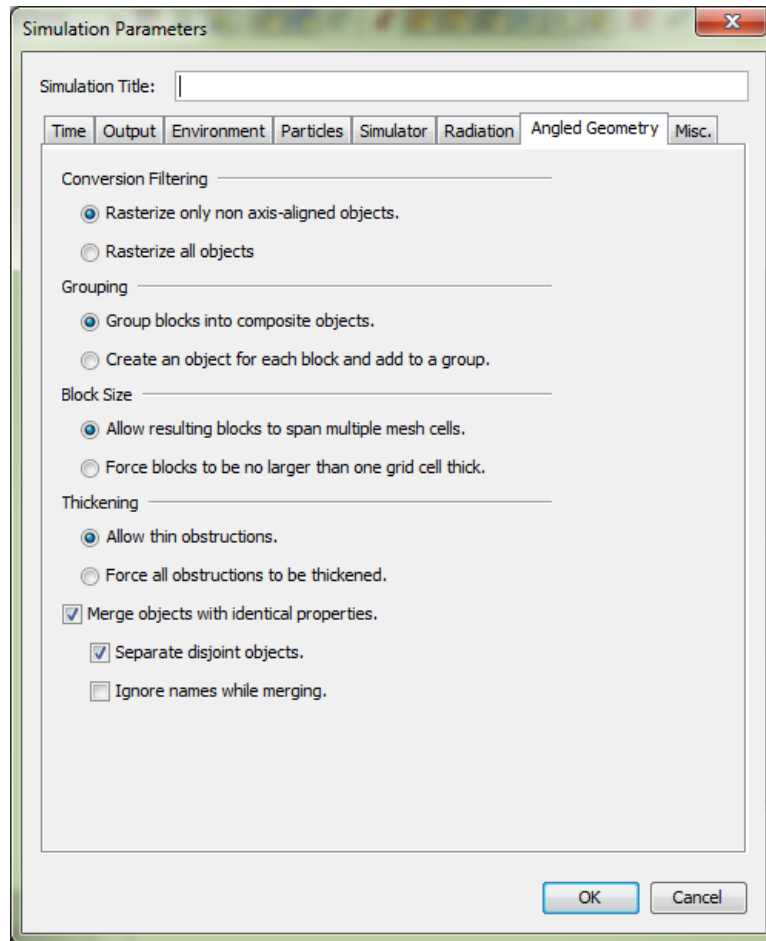 Simulation Parameters
Simulation Title:
Time Output Environment Particles Simulator Radiation Angled Geometry Misc.
Conversion Filtering
Rasterize only non axis-aligned objects.
Rasterize all objects
Grouping
Group blocks into composite objects.
Create an object for each block and add to a group.
Block Size
Allow resulting blocks to span multiple mesh cells.
Force blocks to be no larger than one grid cell thick.
Thickening
Allow thin obstructions.
Force all obstructions to be thickened.
Merge objects with identical properties.
Separate disjoint objects.
Ignore names while merging.
OK Cancel